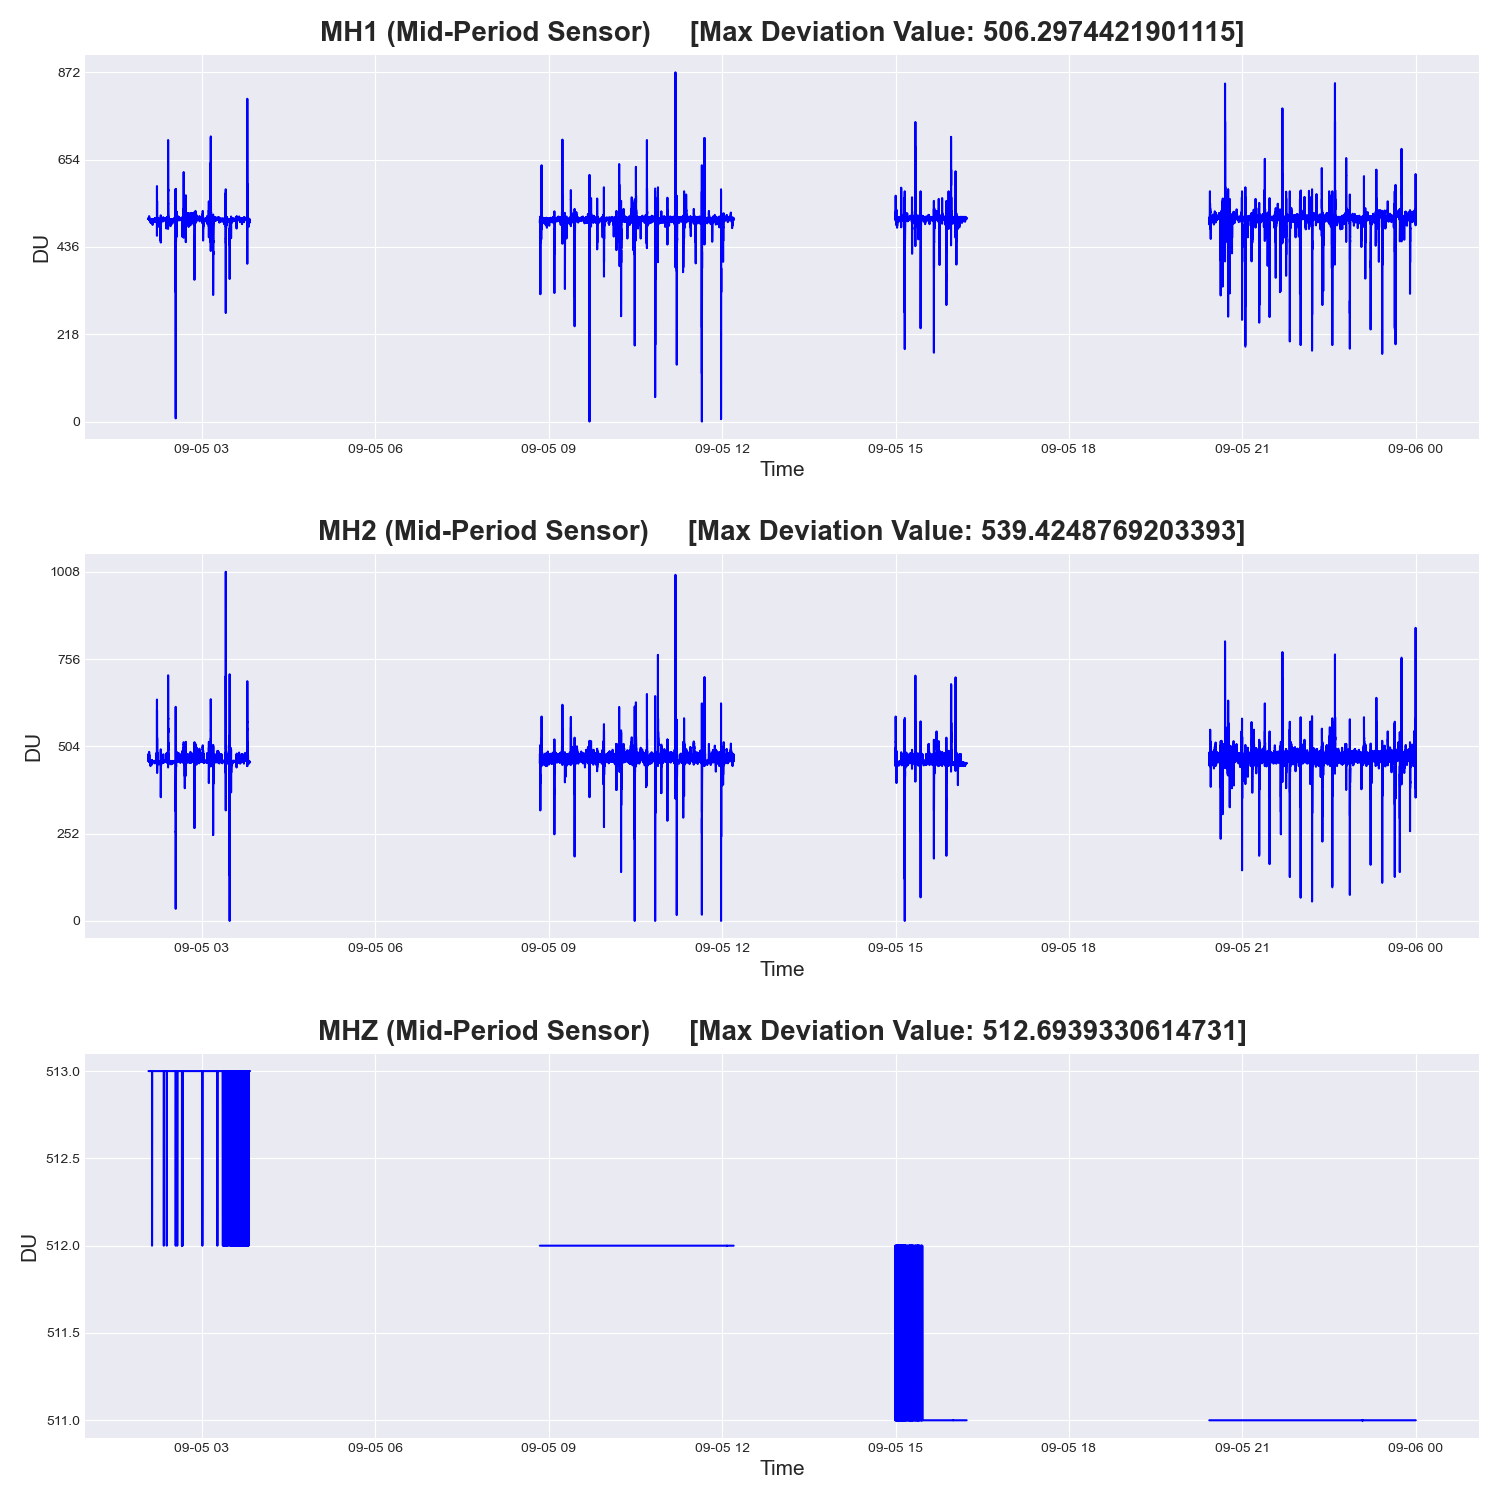 MH1 (Mid-Period Sensor) [Max Deviation Value: 506.2974421901115]
872
654
436
218
0
DU
09-05 03 09-05 06 09-05 09 09-05 12 09-05 15 09-05 18 09-05 21 09-06 00
Time
MH2 (Mid-Period Sensor) [Max Deviation Value: 539.4248769203393]
1008
756
504
252
0
DU
09-05 03 09-05 06 09-05 09 09-05 12 09-05 15 09-05 18 09-05 21 09-06 00
Time
MHZ (Mid-Period Sensor) [Max Deviation Value: 512.6939330614731]
513.0
512.5
512.0
511.5
511.0
DU
09-05 03 09-05 06 09-05 09 09-05 12 09-05 15 09-05 18 09-05 21 09-06 00
Time